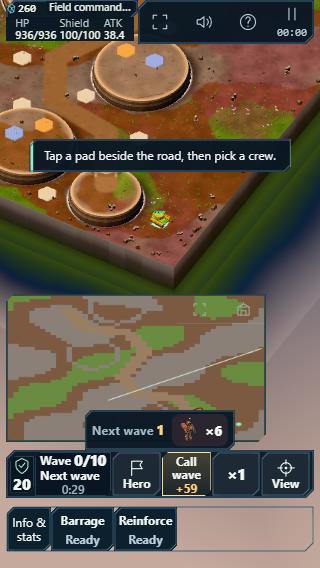 260 Field command...
HP Shield ATK
936/936 100/100 38.4
00:00
Tap a pad beside the road, then pick a crew.
Next wave 1 ×6
20
Wave 0/10
Next wave
0:29
Hero
Call
wave
+59
×1
View
Info &
stats
Barrage
Ready
Reinforce
Ready